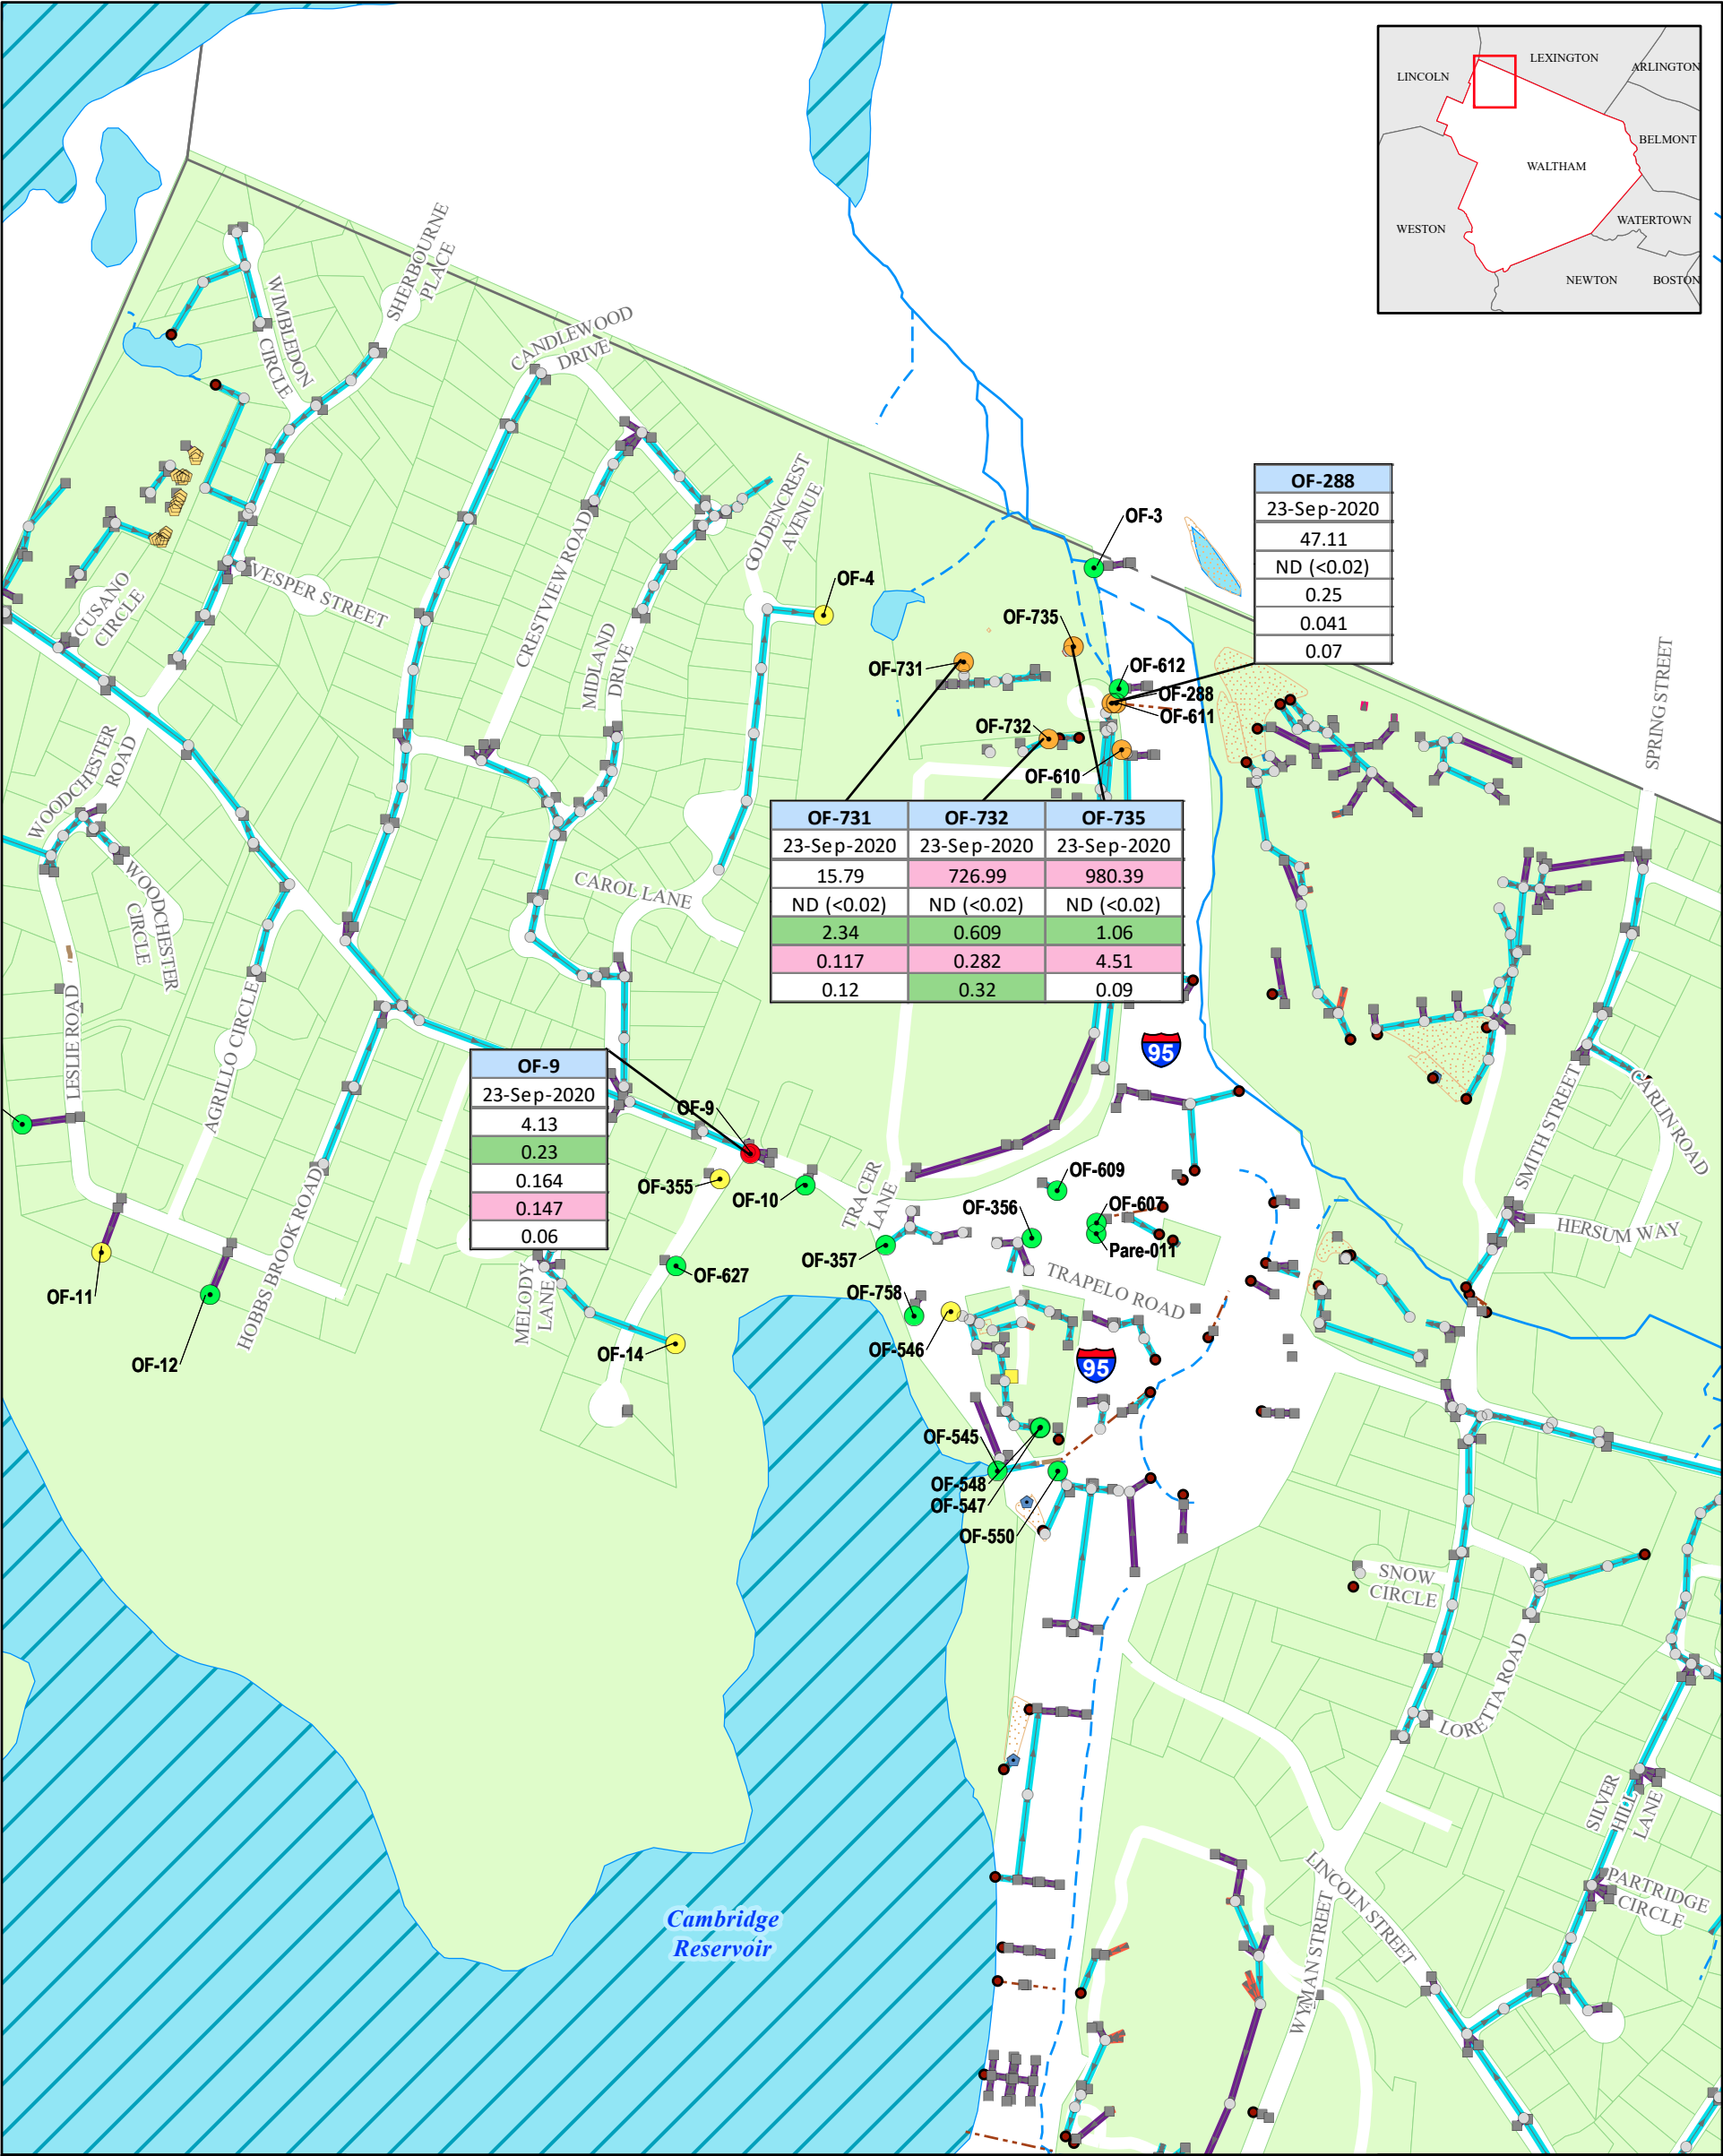 LINCOLN
LEXINGTON
ARLINGTON
BELMONT
WALTHAM
WATERTOWN
WESTON
NEWTON
BOSTON
SHERBOURNE
PLACE
WIMBLEDON
CIRCLE
CANDLEWOOD
DRIVE
GOLDENCREST
AVENUE
OF-288
23-Sep-2020
47.11
ND (<0.02)
0.25
0.041
0.07
OF-3
OF-4
VESPER STREET
CUSANO
CIRCLE
CRESTVIEW ROAD
MIDLAND
DRIVE
OF-735
OF-731
OF-612
OF-288
OF-611
OF-732
OF-610
SPRING STREET
WOODCHESTER
ROAD
WOODCHESTER
CIRCLE
CAROL LANE
OF-731 OF-732 OF-735
23-Sep-2020 23-Sep-2020 23-Sep-2020
15.79 726.99 980.39
ND (<0.02) ND (<0.02) ND (<0.02)
2.34 0.609 1.06
0.117 0.282 4.51
0.12 0.32 0.09
LESLIE ROAD
AGRILLO CIRCLE
95
OF-9
23-Sep-2020
4.13
0.23
0.164
0.147
0.06
OF-9
OF-355
OF-10
TRACER
LANE
OF-609
OF-607
OF-356
Pare-011
OF-357
SMITH STREET
CARLIN ROAD
HERSUM WAY
OF-11
OF-12
HOBBS BROOK ROAD
MELODY
LANE
OF-627
OF-14
OF-758
OF-546
TRAPELO ROAD
95
OF-545
OF-548
OF-547
OF-550
SNOW
CIRCLE
LORETTA ROAD
SILVER
HILL
LANE
PARTRIDGE
CIRCLE
LINCOLN STREET
WYMAN STREET
Cambridge
Reservoir